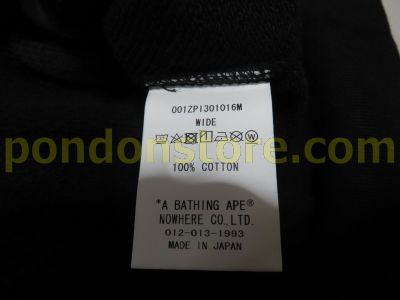 001ZPI301016M
WIDE
pondonstore.com
100% COTTON
*A BATHING APE®
NOWHERE CO.,LTD.
012-013-1993
MADE IN JAPAN